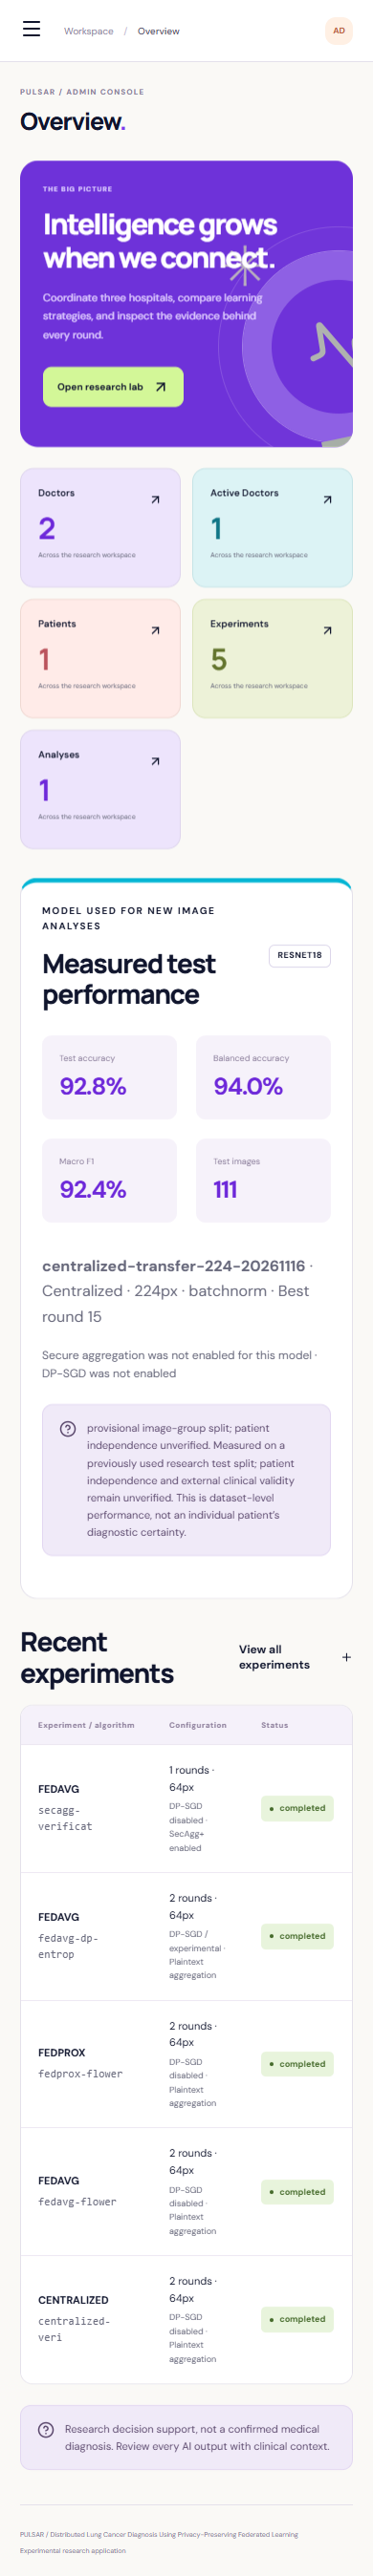 Workspace / Overview
AD
PULSAR / ADMIN CONSOLE
Overview.
THE BIG PICTURE
Intelligence grows
when we connect.
Coordinate three hospitals, compare learning
strategies, and inspect the evidence behind
every round.
Open research lab
Doctors
2
Across the research workspace
Active Doctors
1
Across the research workspace
Patients
1
Across the research workspace
Experiments
5
Across the research workspace
Analyses
1
Across the research workspace
MODEL USED FOR NEW IMAGE
ANALYSES
Measured test
performance
RESNET18
Test accuracy
92.8%
Balanced accuracy
94.0%
Macro F1
92.4%
Test images
111
centralized-transfer-224-20261116 ·
Centralized · 224px · batchnorm · Best
round 15
Secure aggregation was not enabled for this model ·
DP-SGD was not enabled
provisional image-group split; patient
independence unverified. Measured on a
previously used research test split; patient
independence and external clinical validity
remain unverified. This is dataset-level
performance, not an individual patient's
diagnostic certainty.
Recent
experiments
View all
experiments
+
Experiment / algorithm
Configuration
Status
FEDAVG
secagg-
verificat
1 rounds ·
64px
DP-SGD
disabled ·
SecAgg+
enabled
completed
FEDAVG
fedavg-dp-
entrop
2 rounds ·
64px
DP-SGD /
experimental ·
Plaintext
aggregation
completed
FEDPROX
fedprox-flower
2 rounds ·
64px
DP-SGD
disabled ·
Plaintext
aggregation
completed
FEDAVG
fedavg-flower
2 rounds ·
64px
DP-SGD
disabled ·
Plaintext
aggregation
completed
CENTRALIZED
centralized-
veri
2 rounds ·
64px
DP-SGD
disabled ·
Plaintext
aggregation
completed
Research decision support, not a confirmed medical
diagnosis. Review every AI output with clinical context.
PULSAR / Distributed Lung Cancer Diagnosis Using Privacy-Preserving Federated Learning
Experimental research application